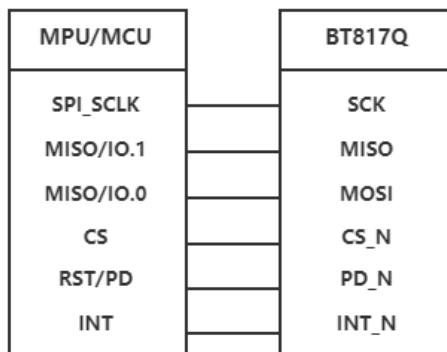 MPU/MCU BT817Q
SPI_SCLK SCK
MISO/IO.1 MISO
MISO/IO.0 MOSI
CS CS_N
RST/PD PD_N
INT INT_N